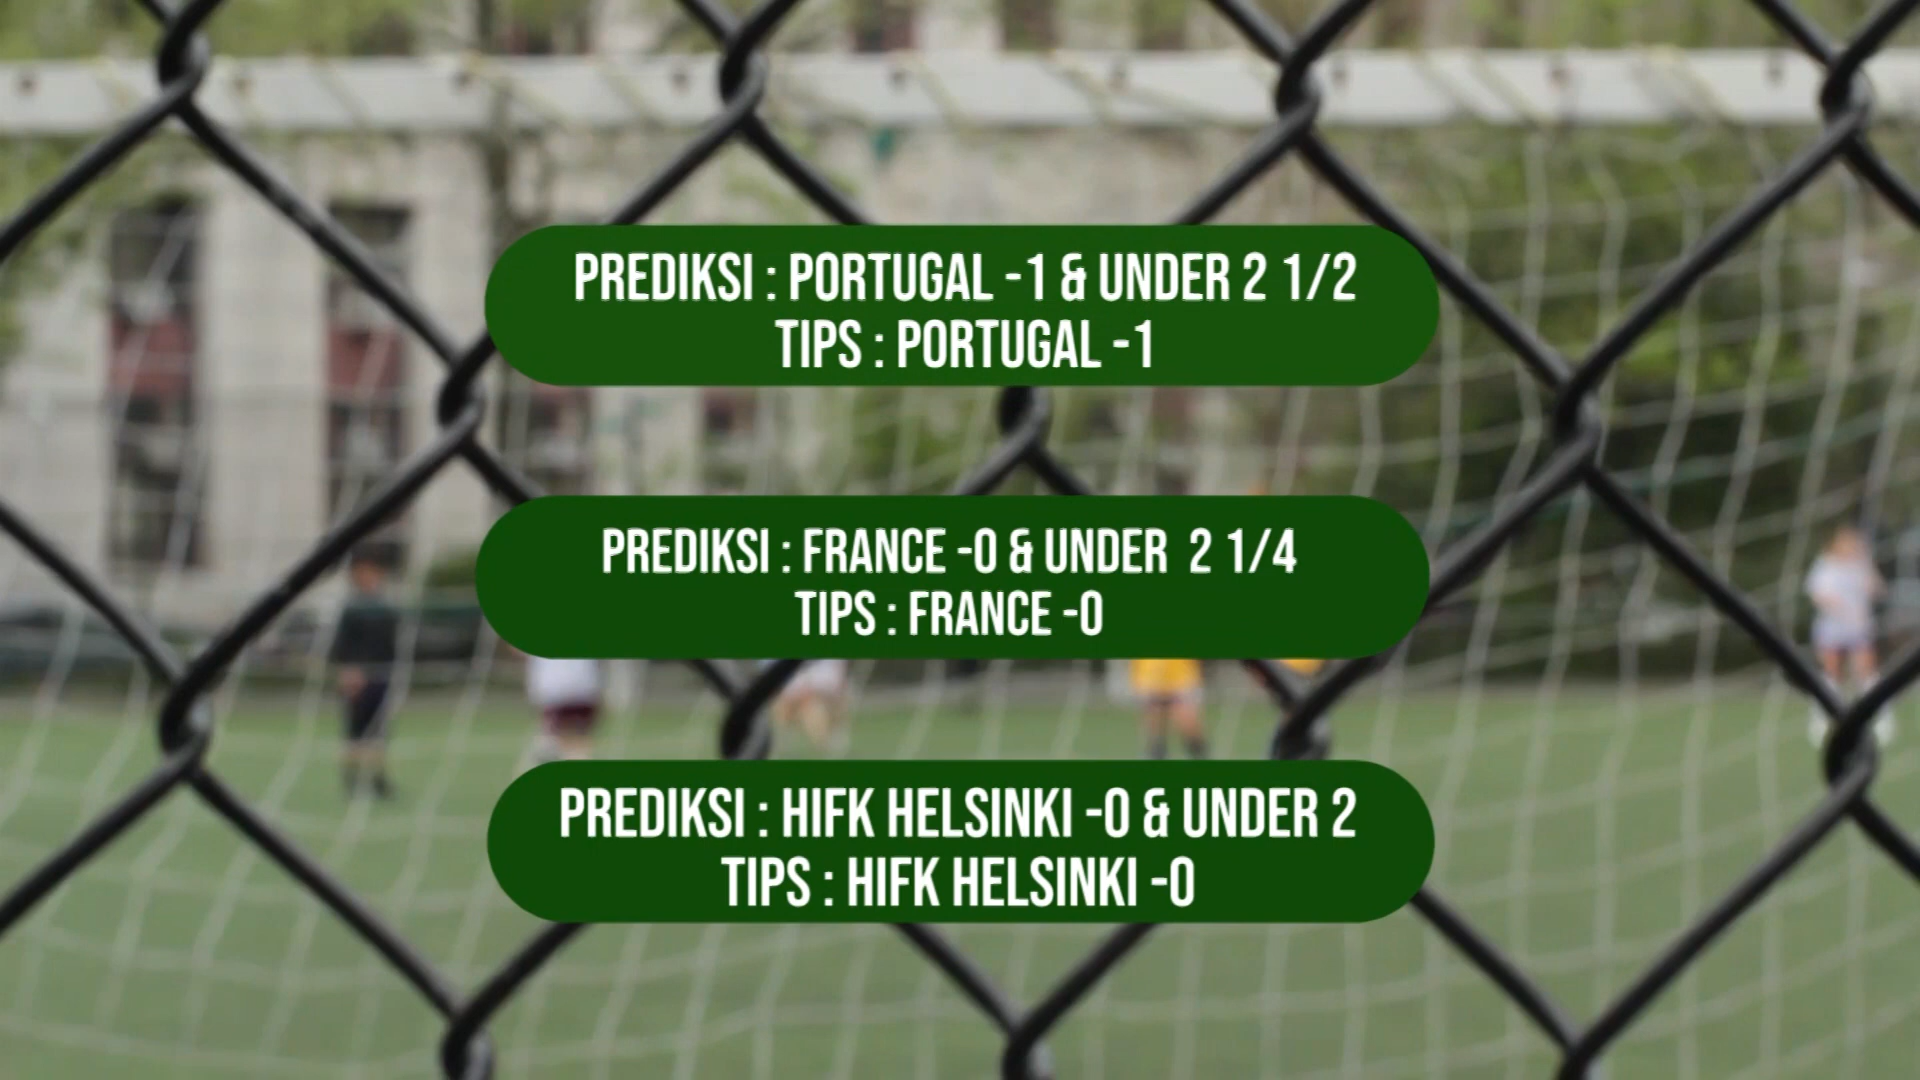 PREDIKSI : PORTUGAL -1 & UNDER 2 1/2
TIPS : PORTUGAL -1
PREDIKSI : FRANCE -0 & UNDER 2 1/4
TIPS : FRANCE -0
PREDIKSI : HIFK HELSINKI -0 & UNDER 2
TIPS : HIFK HELSINKI -0